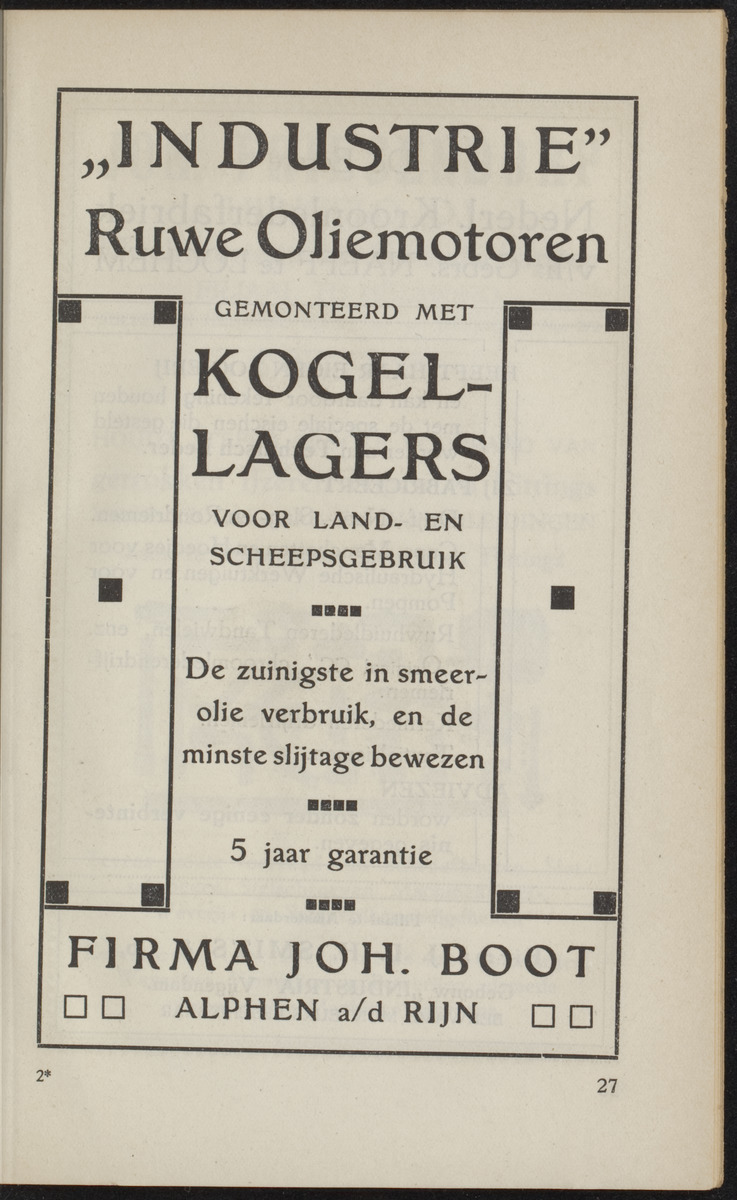 „INDUSTRIE”
Ruwe Oliemotoren
GEMONTEERD MET
KOGEL-
LAGERS
VOOR LAND- EN
SCHEEPSGEBRUIK
De zuinigste in smeer-
olie verbruik, en de
minste slijtage bewezen
5 jaar garantie
FIRMA JOH. BOOT
ALPHEN a/d RIJN
2*
27